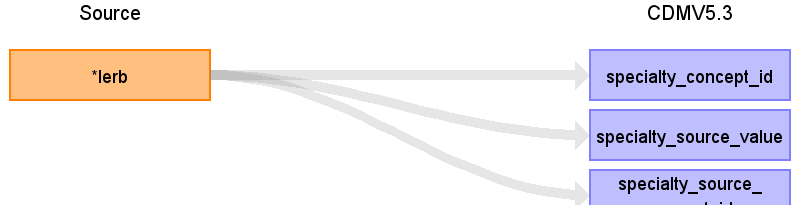 Source
CDMV5.3
*lerb
specialty_concept_id
specialty_source_value
specialty_source_